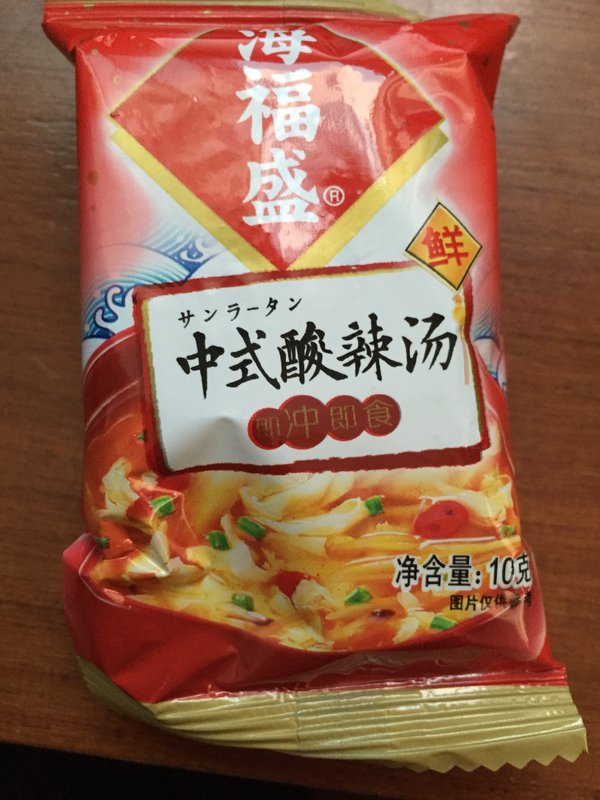 海福盛®
鲜
サンラータン
中式酸辣汤
即冲即食
净含量：10克
图片仅供参考